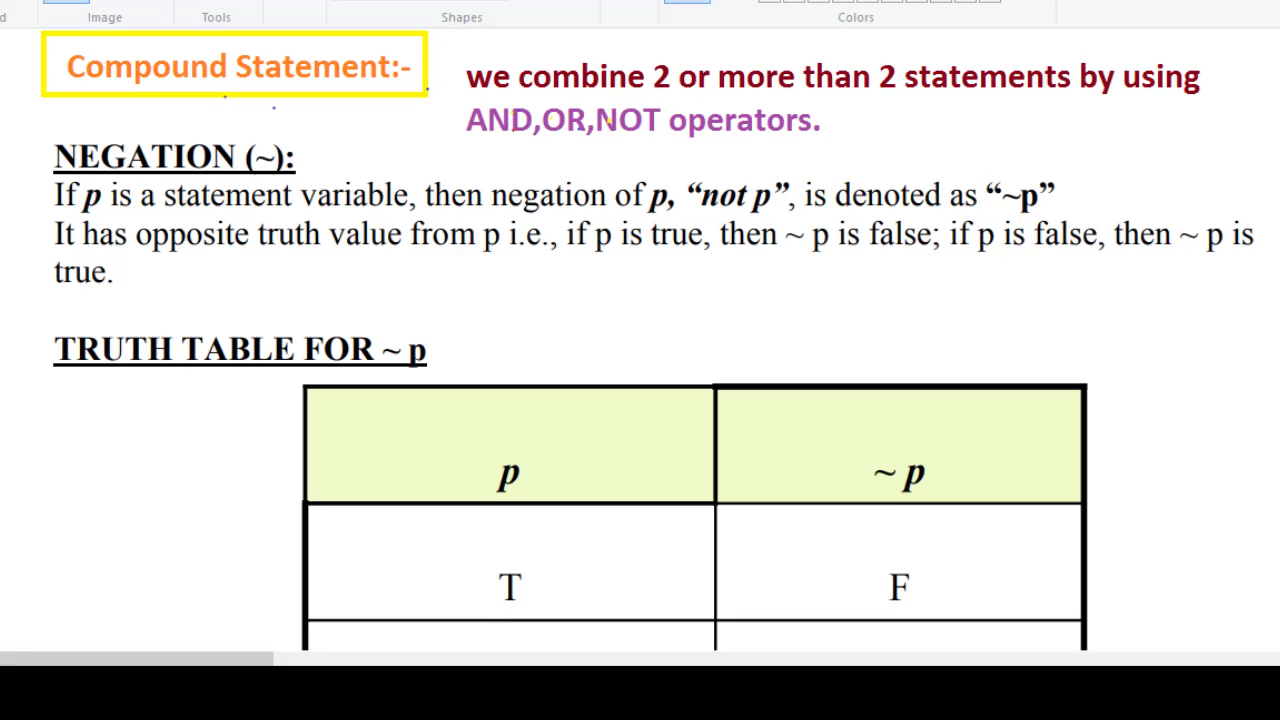 d Image Tools Shapes Colors
Compound Statement:-
we combine 2 or more than 2 statements by using
AND,OR,NOT operators.
NEGATION (~):
If p is a statement variable, then negation of p, “not p”, is denoted as “~p”
It has opposite truth value from p i.e., if p is true, then ~ p is false; if p is false, then ~ p is
true.
TRUTH TABLE FOR ~ p
p ~ p
T F